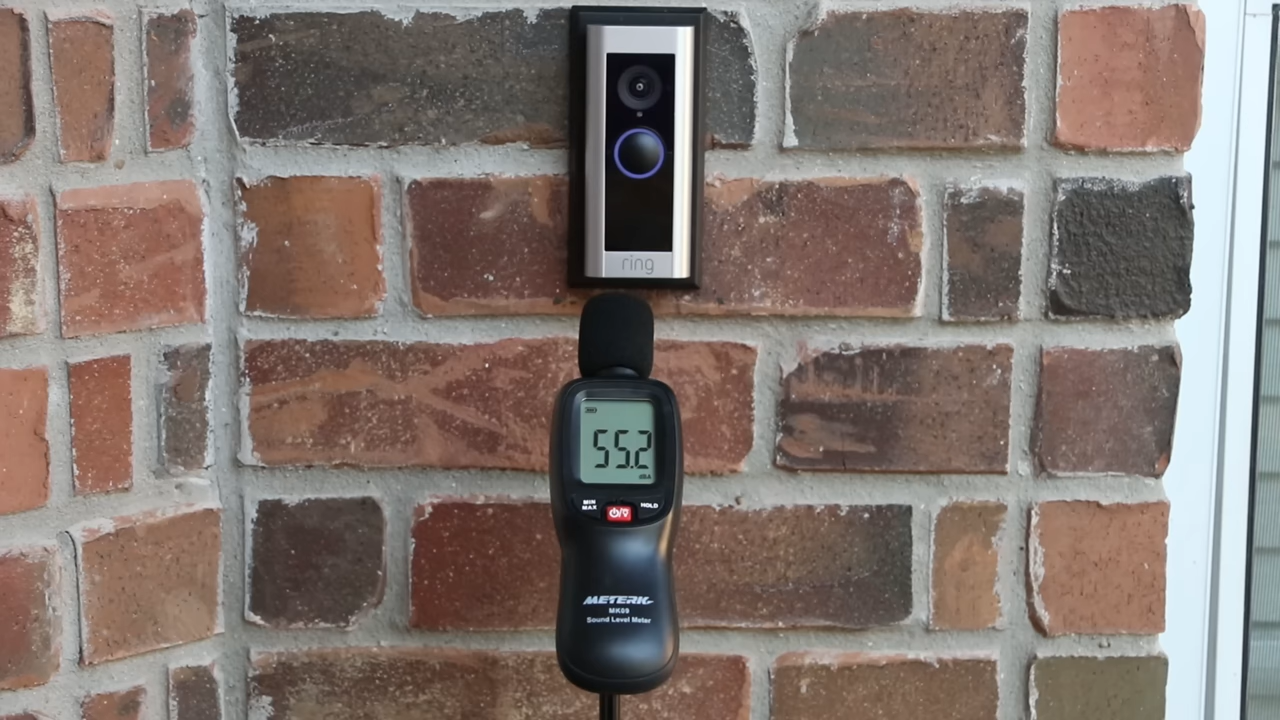 ring
55.2
dBA
MIN
MAX
HOLD
METERK
MK09
Sound Level Meter